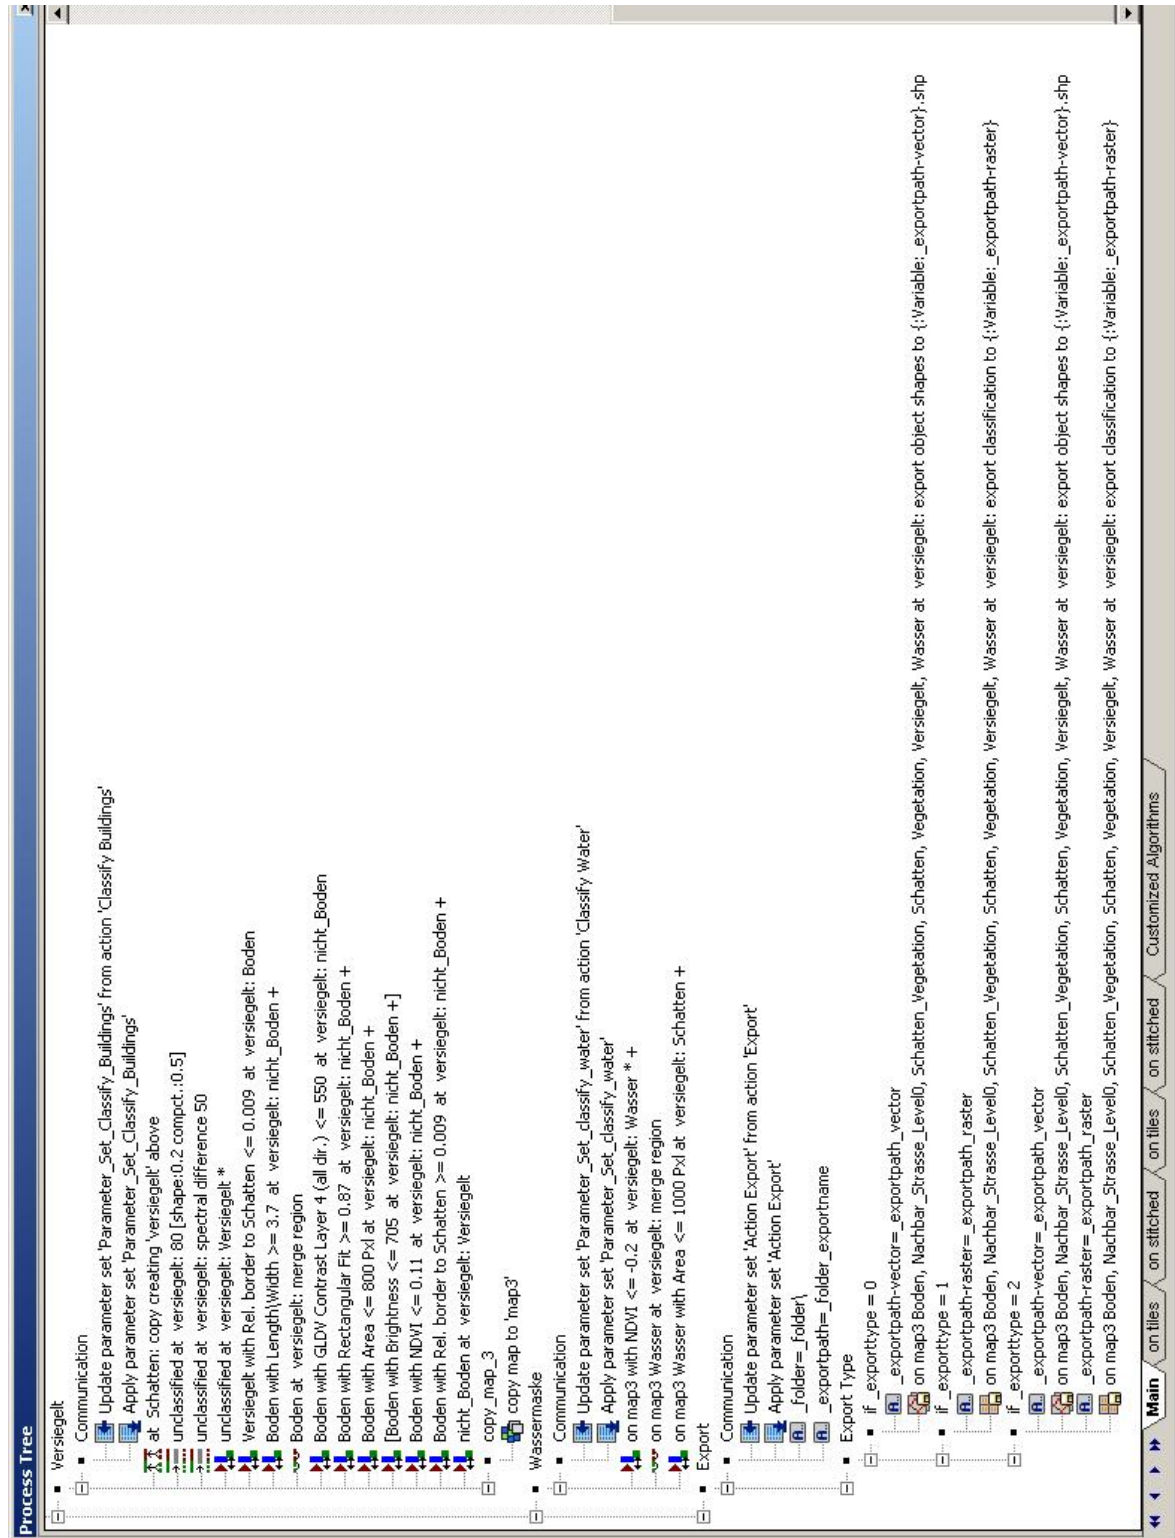 Process Tree
Versiegelt
Communication
Update parameter set 'Parameter_Set_Classify_Buildings' from action 'Classify Buildings'
Apply parameter set 'Parameter_Set_Classify_Buildings'
at Schatten: copy creating 'versiegelt' above
unclassified at versiegelt: 80 [shape:0.2 compct.:0.5]
unclassified at versiegelt: spectral difference 50
unclassified at versiegelt: Versiegelt *
Versiegelt with Rel. border to Schatten <= 0.009 at versiegelt: Boden
Boden with Length\Width >= 3.7 at versiegelt: nicht_Boden +
Boden at versiegelt: merge region
Boden with GLDV Contrast Layer 4 (all dir.) <= 550 at versiegelt: nicht_Boden
Boden with Rectangular Fit >= 0.87 at versiegelt: nicht_Boden +
Boden with Area <= 800 Pxl at versiegelt: nicht_Boden +
[Boden with Brightness <= 705 at versiegelt: nicht_Boden +]
Boden with NDVI <= 0.11 at versiegelt: nicht_Boden +
Boden with Rel. border to Schatten >= 0.009 at versiegelt: nicht_Boden +
nicht_Boden at versiegelt: Versiegelt
copy_map_3
copy map to 'map3'
Wassermaske
Communication
Update parameter set 'Parameter_Set_classify_water' from action 'Classify Water'
Apply parameter set 'Parameter_Set_classify_water'
on map3 with NDVI <= -0.2 at versiegelt: Wasser * +
on map3 Wasser at versiegelt: merge region
on map3 Wasser with Area <= 1000 Pxl at versiegelt: Schatten +
Export
Communication
Update parameter set 'Action Export' from action 'Export'
Apply parameter set 'Action Export'
_folder=_folder\
_exportpath=_folder_exportname
Export Type
if _exporttype = 0
_exportpath-vector=_exportpath_vector
on map3 Boden, Nachbar_Strasse_Level0, Schatten_Vegetation, Schatten, Vegetation, Versiegelt, Wasser at versiegelt: export object shapes to {:Variable:_exportpath-vector}.shp
if _exporttype = 1
_exportpath-raster=_exportpath_raster
on map3 Boden, Nachbar_Strasse_Level0, Schatten_Vegetation, Schatten, Vegetation, Versiegelt, Wasser at versiegelt: export classification to {:Variable:_exportpath-raster}
if _exporttype = 2
_exportpath-vector=_exportpath_vector
on map3 Boden, Nachbar_Strasse_Level0, Schatten_Vegetation, Schatten, Vegetation, Versiegelt, Wasser at versiegelt: export object shapes to {:Variable:_exportpath-vector}.shp
_exportpath-raster=_exportpath_raster
on map3 Boden, Nachbar_Strasse_Level0, Schatten_Vegetation, Schatten, Vegetation, Versiegelt, Wasser at versiegelt: export classification to {:Variable:_exportpath-raster}
Main on tiles on stitched on tiles on stitched Customized Algorithms